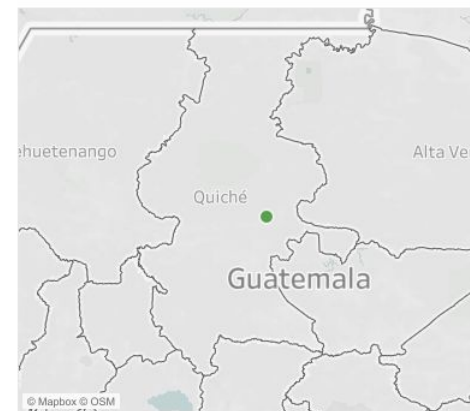 ehuetenango
Alta Ve
Quiché
Guatemala
© Mapbox © OSM